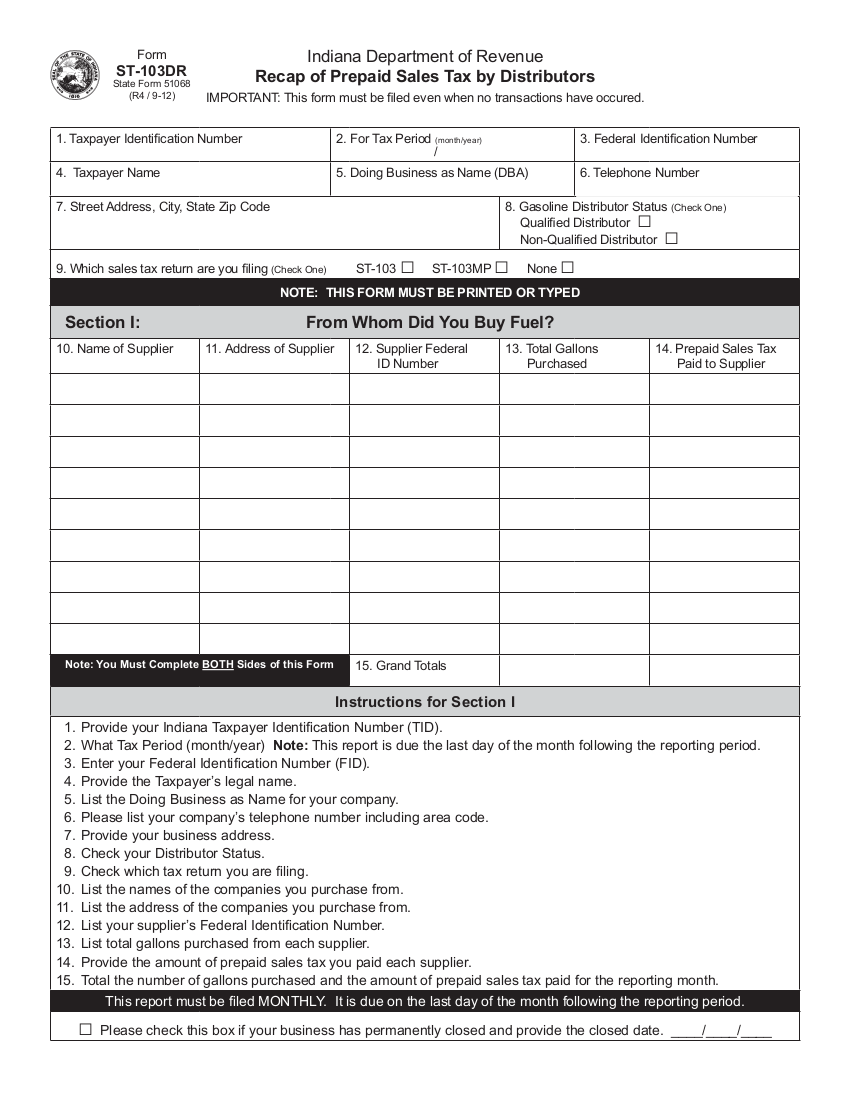 Form
ST-103DR
State Form 51068
(R4 / 9-12)
Indiana Department of Revenue
Recap of Prepaid Sales Tax by Distributors
IMPORTANT: This form must be filed even when no transactions have occured.
1. Taxpayer Identification Number
2. For Tax Period (month/year)
/
3. Federal Identification Number
4. Taxpayer Name
5. Doing Business as Name (DBA)
6. Telephone Number
7. Street Address, City, State Zip Code
8. Gasoline Distributor Status (Check One)
Qualified Distributor ☐
Non-Qualified Distributor ☐
9. Which sales tax return are you filing (Check One) ST-103 ☐ ST-103MP ☐ None ☐
NOTE: THIS FORM MUST BE PRINTED OR TYPED
Section I: From Whom Did You Buy Fuel?
10. Name of Supplier
11. Address of Supplier
12. Supplier Federal
ID Number
13. Total Gallons
Purchased
14. Prepaid Sales Tax
Paid to Supplier
Note: You Must Complete BOTH Sides of this Form
15. Grand Totals
Instructions for Section I
1. Provide your Indiana Taxpayer Identification Number (TID).
2. What Tax Period (month/year) Note: This report is due the last day of the month following the reporting period.
3. Enter your Federal Identification Number (FID).
4. Provide the Taxpayer's legal name.
5. List the Doing Business as Name for your company.
6. Please list your company's telephone number including area code.
7. Provide your business address.
8. Check your Distributor Status.
9. Check which tax return you are filing.
10. List the names of the companies you purchase from.
11. List the address of the companies you purchase from.
12. List your supplier's Federal Identification Number.
13. List total gallons purchased from each supplier.
14. Provide the amount of prepaid sales tax you paid each supplier.
15. Total the number of gallons purchased and the amount of prepaid sales tax paid for the reporting month.
This report must be filed MONTHLY. It is due on the last day of the month following the reporting period.
☐ Please check this box if your business has permanently closed and provide the closed date. ____/____/____